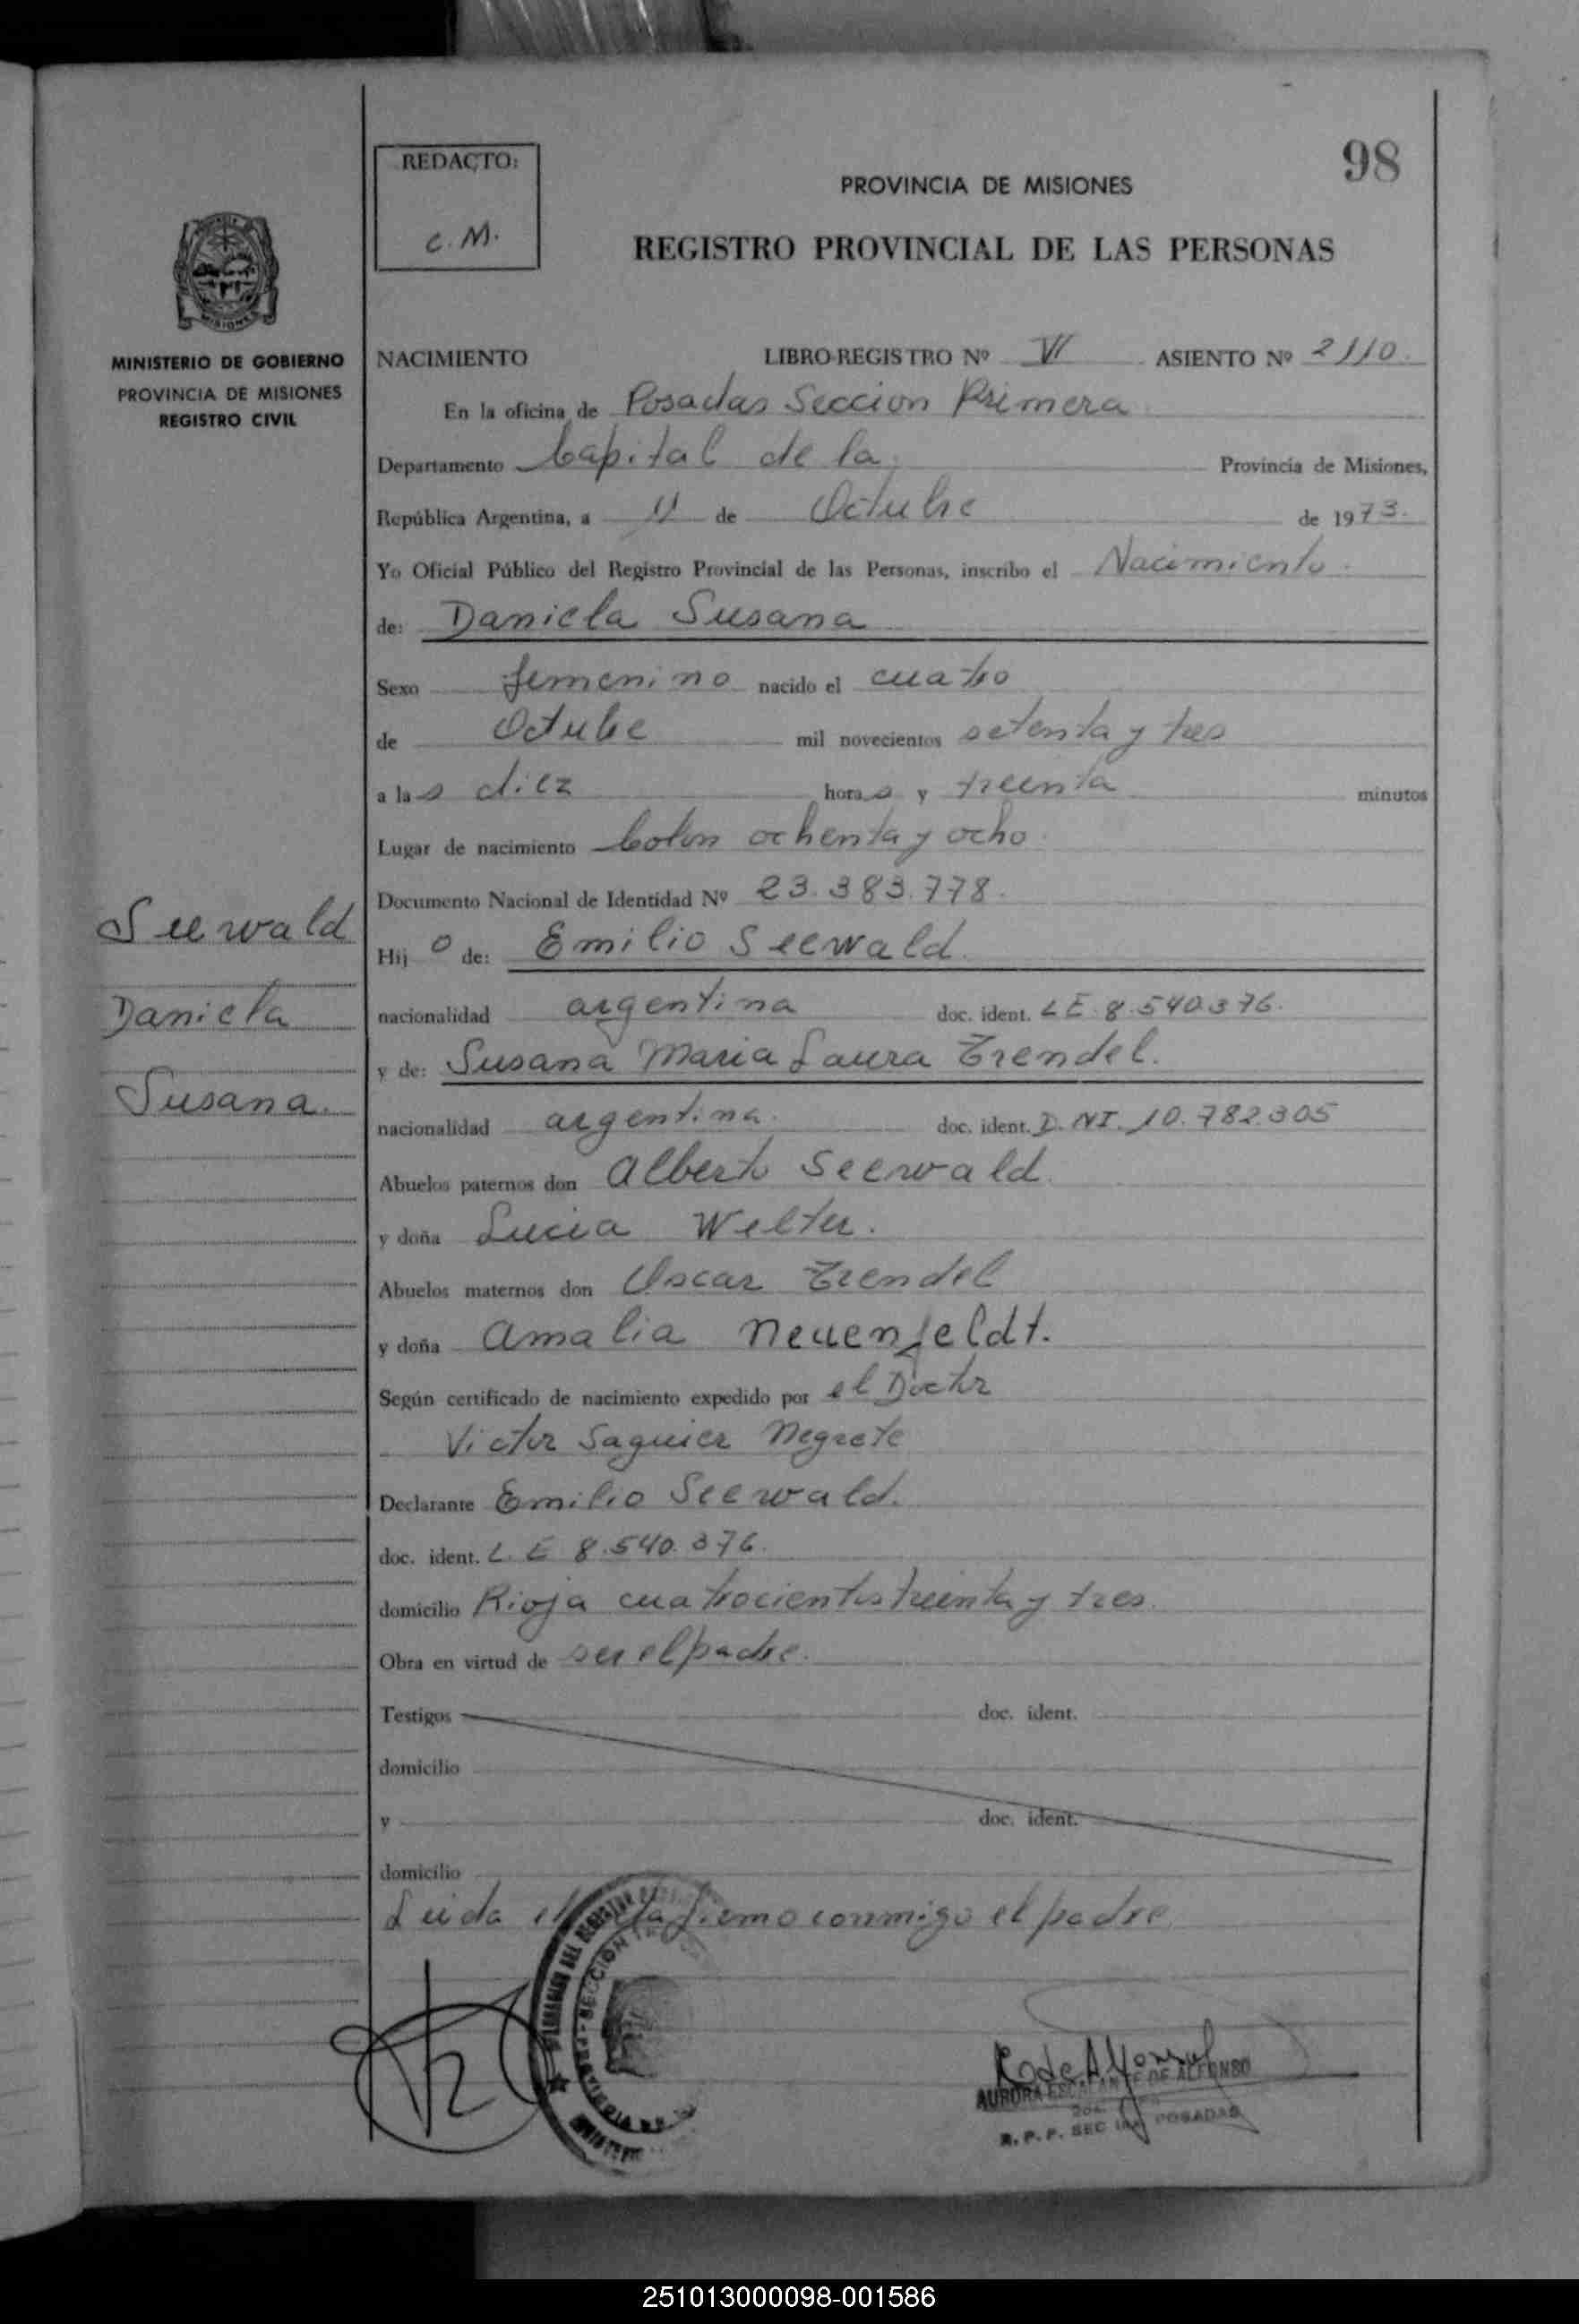 98
REDACTO:
C. M.
PROVINCIA DE MISIONES
REGISTRO PROVINCIAL DE LAS PERSONAS
MISIONES
MINISTERIO DE GOBIERNO
PROVINCIA DE MISIONES
REGISTRO CIVIL
NACIMIENTO LIBRO-REGISTRO Nº VI ASIENTO Nº 2110.
En la oficina de Posadas Seccion Primera
Departamento Capital de la Provincia de Misiones,
República Argentina, a 11 de Octubre de 1973.
Yo Oficial Público del Registro Provincial de las Personas, inscribo el Nacimiento.
de: Daniela Susana
Sexo femenino nacido el cuatro
de Octubre mil novecientos setenta y tres
a las diez horas y treinta minutos
Lugar de nacimiento Colon ochenta y ocho.
Documento Nacional de Identidad Nº 23.383.778.
Seewald
Daniela
Susana.
Hijo de: Emilio Seewald.
nacionalidad argentina doc. ident. LE 8.540.376.
y de: Susana Maria Laura Trendel.
nacionalidad argentina. doc. ident. D.NI. 10.782.305
Abuelos paternos don Alberto Seewald.
y doña Lucia Welter.
Abuelos maternos don Oscar Trendel
y doña Amalia Neuenfeldt.
Según certificado de nacimiento expedido por el Doctor
Victor Saguier Negrete
Declarante Emilio Seewald.
doc. ident. L. E 8.540.376.
domicilio Rioja cuatrocientos treinta y tres.
Obra en virtud de ser el padre.
Testigos doc. ident.
domicilio
y doc. ident.
domicilio
Leida el acta firmo conmigo el padre
AURORA ESCALANTE DE ALFONSO
R. P. P. SEC 1RA POSADAS
251013000098-001586